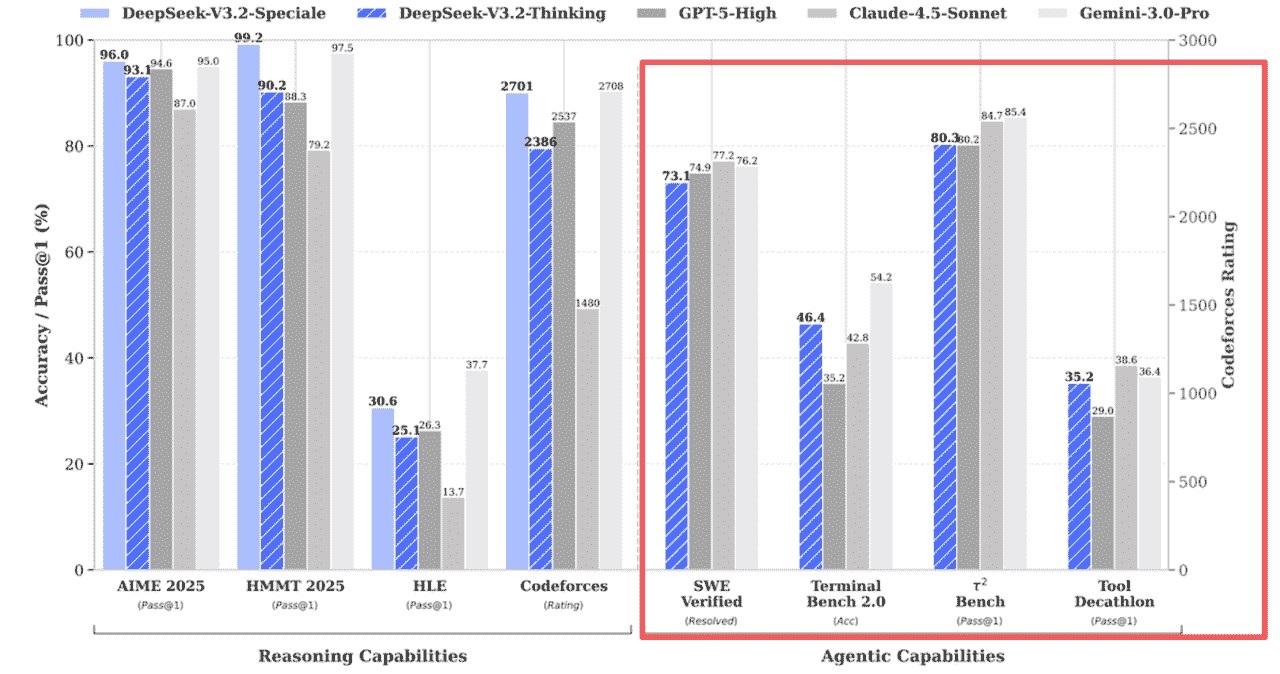 DeepSeek-V3.2-Speciale DeepSeek-V3.2-Thinking GPT-5-High Claude-4.5-Sonnet Gemini-3.0-Pro
Accuracy / Pass@1 (%)
100
80
60
40
20
0
96.0 93.1 94.6 87.0 95.0
99.2 90.2 88.3 79.2 97.5
30.6 25.1 26.3 13.7 37.7
2701 2386 2537 1480 2708
73.1 74.9 77.2 76.2
46.4 35.2 42.8 54.2
80.3 80.2 84.7 85.4
35.2 29.0 38.6 36.4
3000
2500
2000
1500
1000
500
0
Codeforces Rating
AIME 2025
(Pass@1)
HMMT 2025
(Pass@1)
HLE
(Pass@1)
Codeforces
(Rating)
SWE
Verified
(Resolved)
Terminal
Bench 2.0
(Acc)
τ²
Bench
(Pass@1)
Tool
Decathlon
(Pass@1)
Reasoning Capabilities
Agentic Capabilities